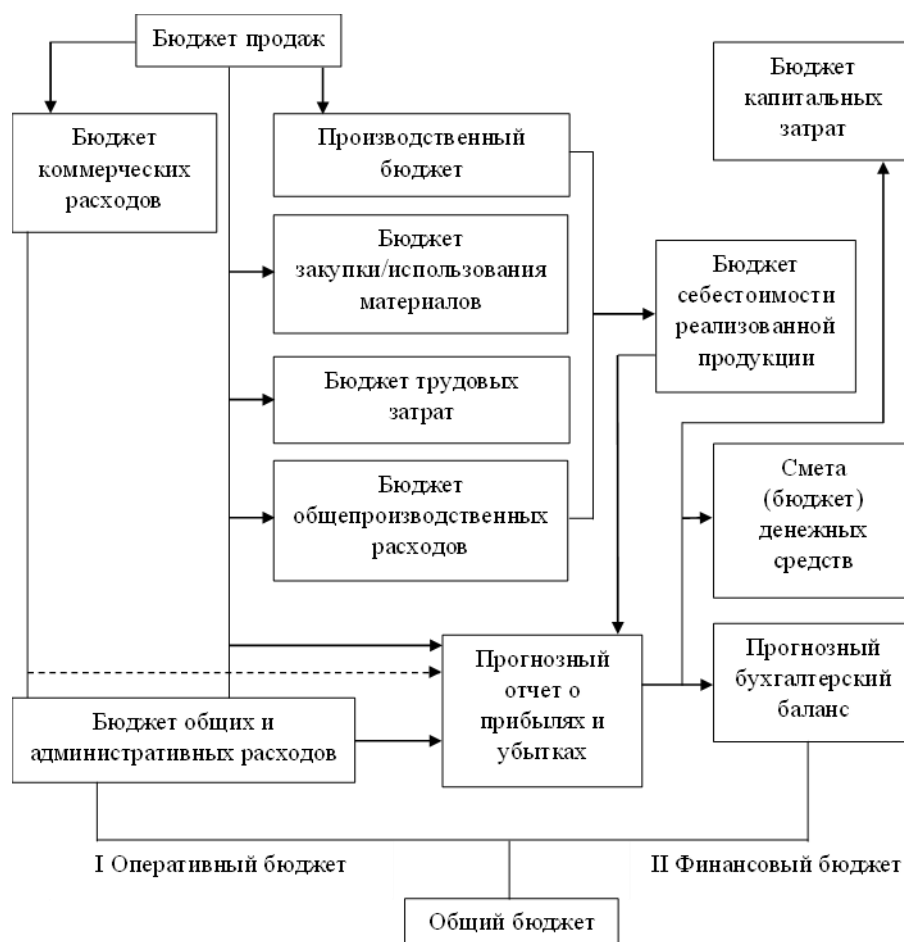 Бюджет продаж
Бюджет
капитальных
затрат
Бюджет
коммерческих
расходов
Производственный
бюджет
Бюджет
закупки/использования
материалов
Бюджет
себестоимости
реализованной
продукции
Бюджет трудовых
затрат
Бюджет
общепроизводственных
расходов
Смета
(бюджет)
денежных
средств
Прогнозный
отчет о
прибылях и
убытках
Прогнозный
бухгалтерский
баланс
Бюджет общих и
административных расходов
I Оперативный бюджет
II Финансовый бюджет
Общий бюджет